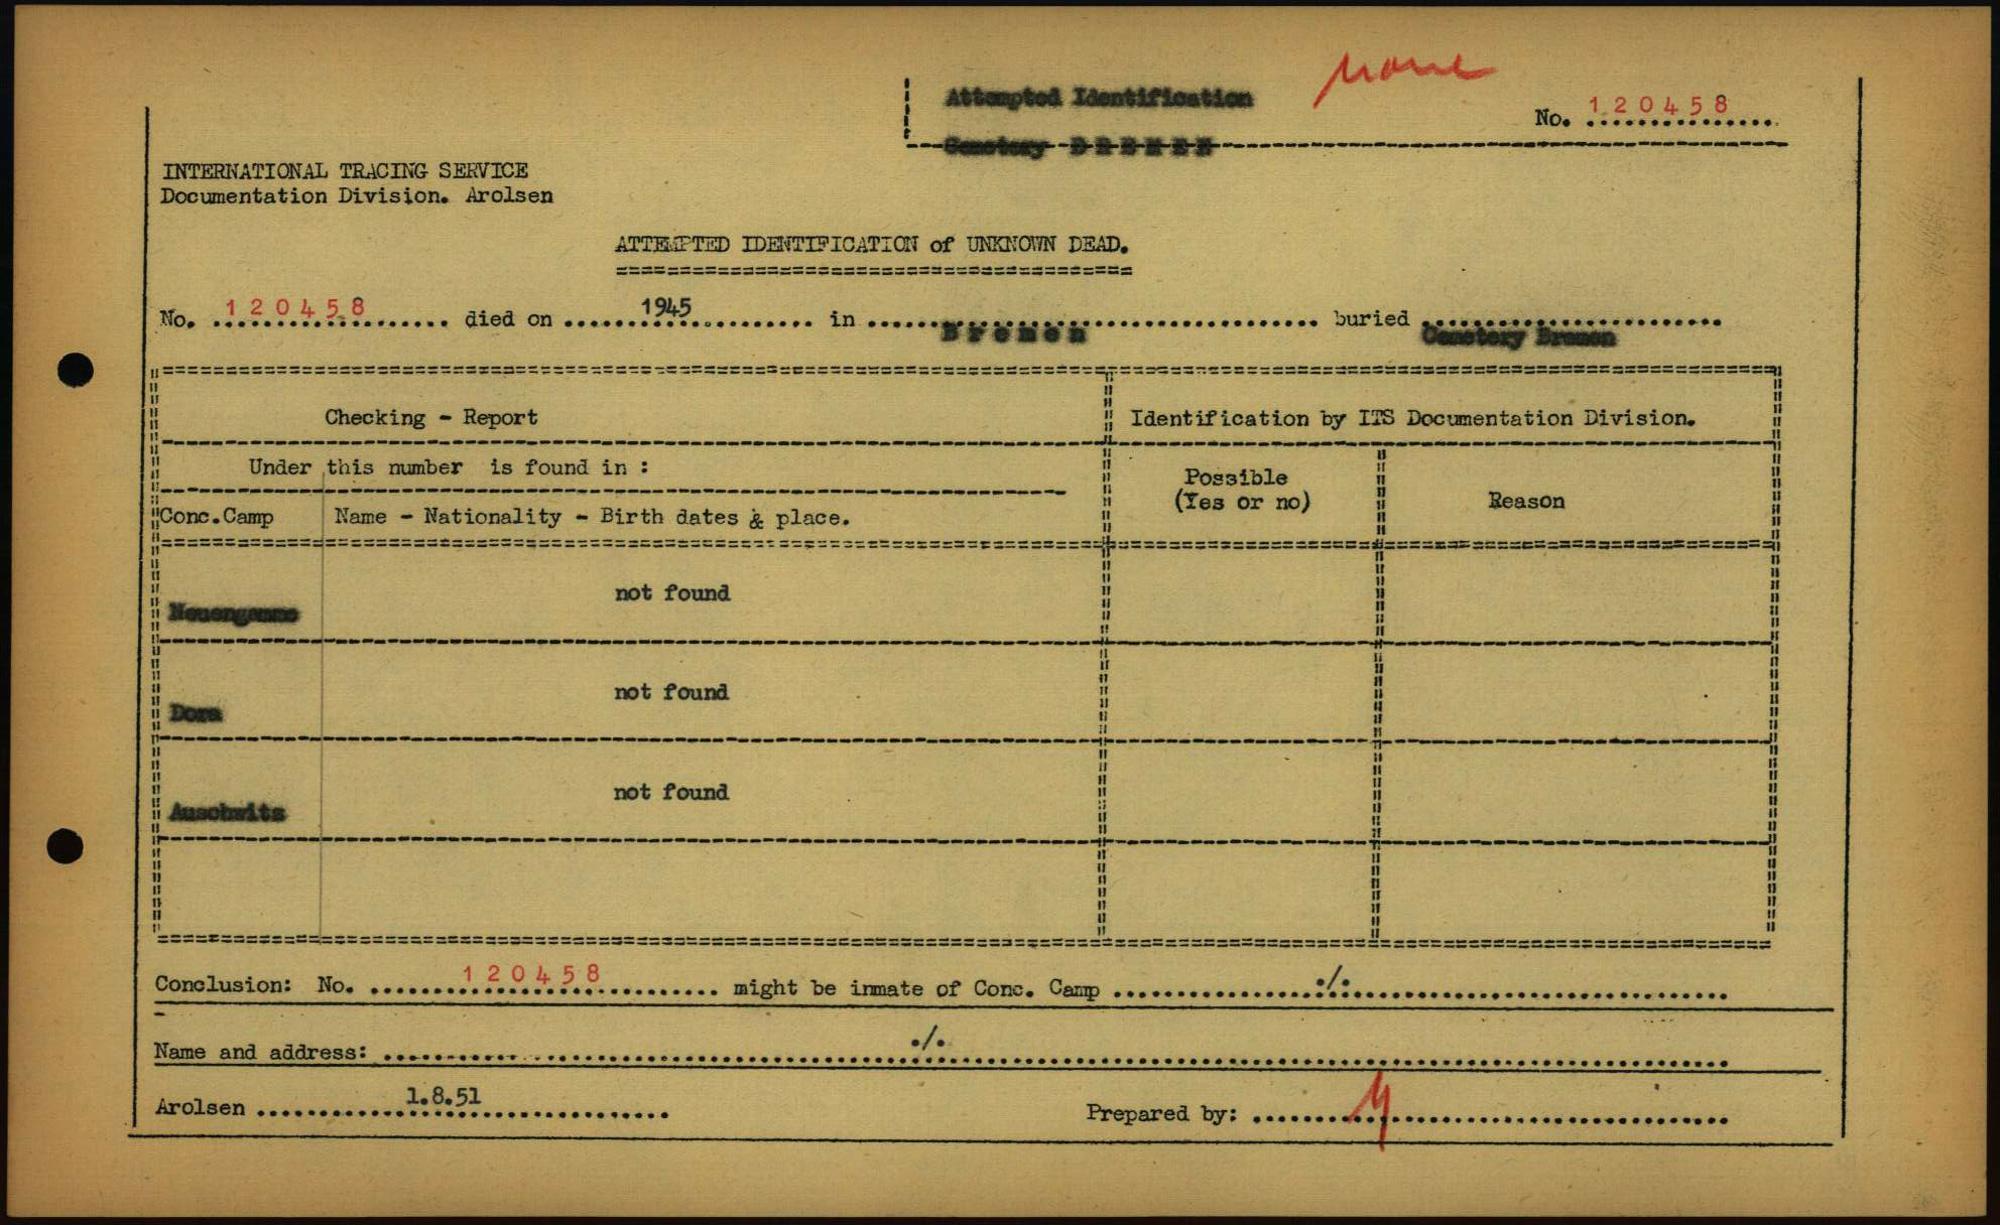 none
Attempted Identification
No. 120458
Cemetery BREMEN
INTERNATIONAL TRACING SERVICE
Documentation Division. Arolsen
ATTEMPTED IDENTIFICATION of UNKNOWN DEAD.
No. 120458 died on 1945 in Bremen buried Cemetery Bremen
Checking - Report
Identification by ITS Documentation Division.
Under this number is found in :
Possible
(Yes or no)
Reason
Conc.Camp Name - Nationality - Birth dates & place.
Neuengamme not found
Dora not found
Auschwitz not found
Conclusion: No. 120458 might be inmate of Conc. Camp ./.
Name and address: ./.
Arolsen 1.8.51
Prepared by: